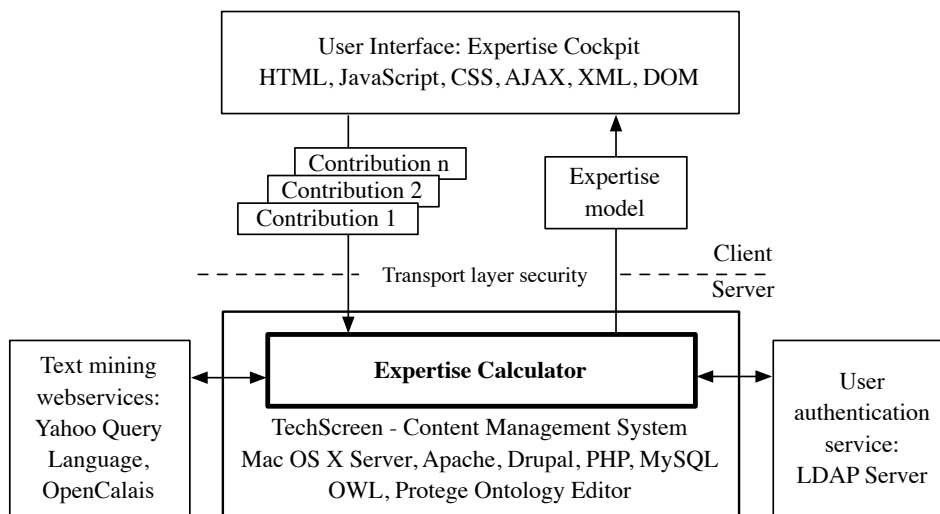 User Interface: Expertise Cockpit
HTML, JavaScript, CSS, AJAX, XML, DOM
Contribution n
Contribution 2
Contribution 1
Expertise
model
Client
Transport layer security
Server
Text mining
webservices:
Yahoo Query
Language,
OpenCalais
Expertise Calculator
TechScreen - Content Management System
Mac OS X Server, Apache, Drupal, PHP, MySQL
OWL, Protege Ontology Editor
User
authentication
service:
LDAP Server